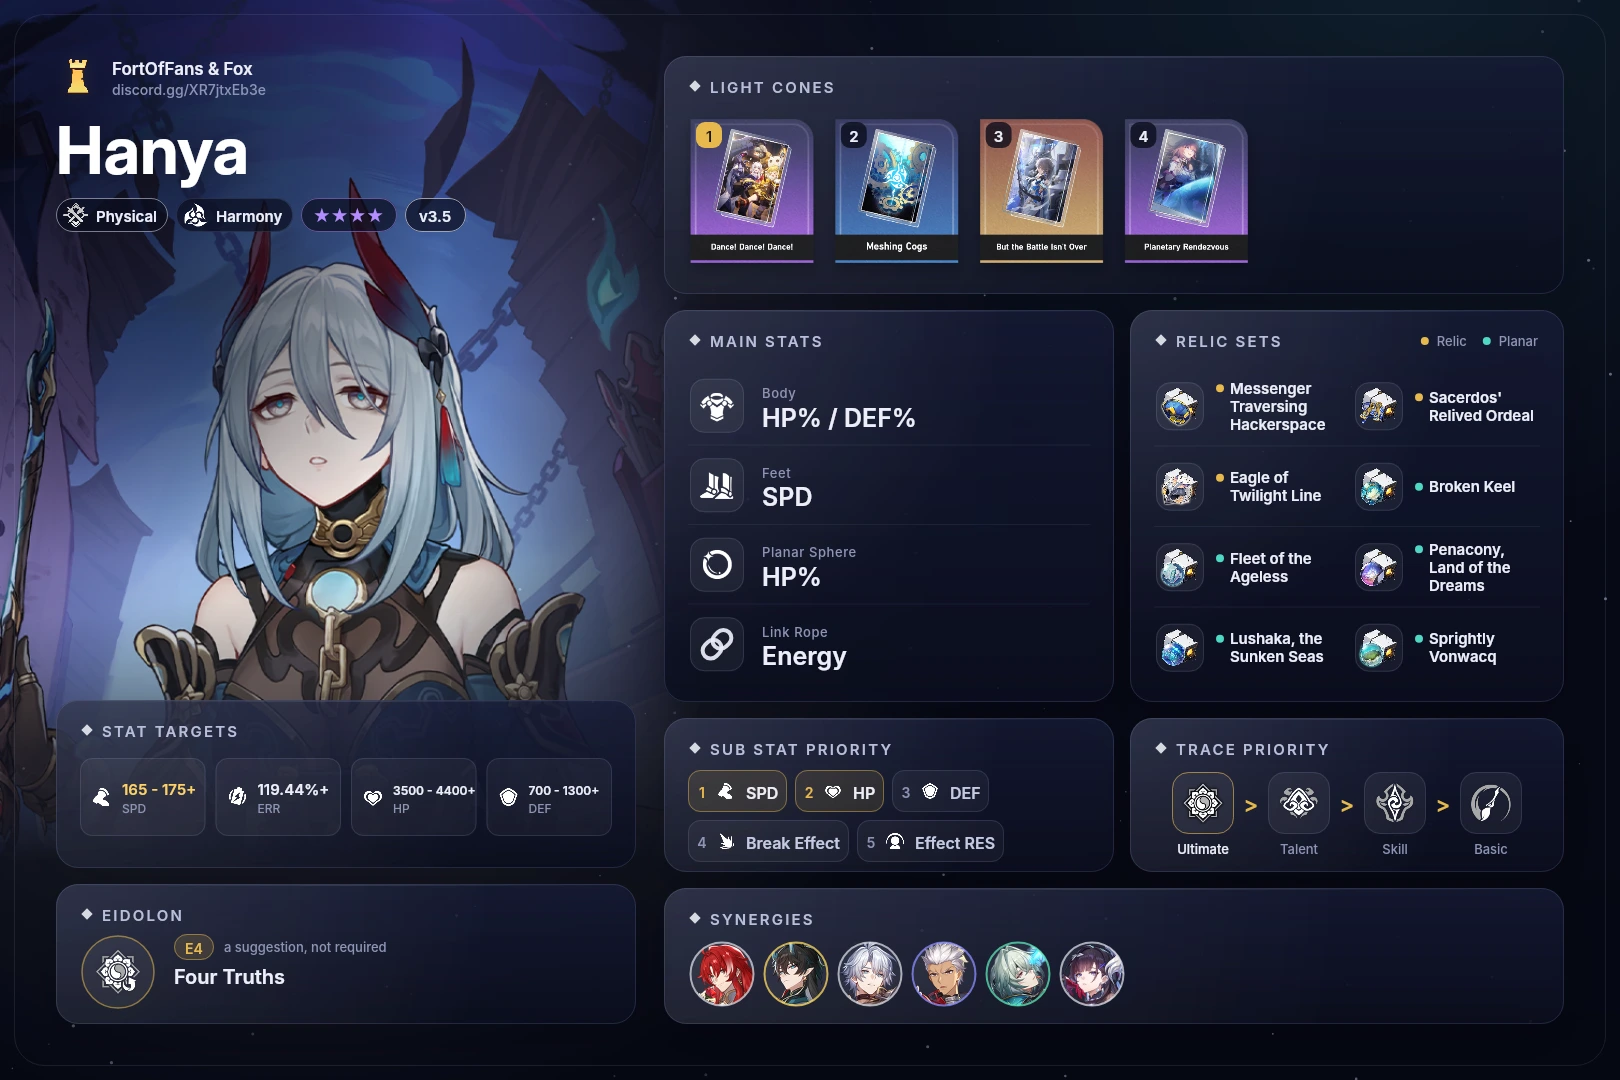 FortOfFans & Fox
discord.gg/XR7jtxEb3e
Hanya
Physical
Harmony
★★★★
v3.5
LIGHT CONES
1
2
3
4
Dance! Dance! Dance!
Meshing Cogs
But the Battle Isn't Over
Planetary Rendezvous
MAIN STATS
Body
HP% / DEF%
Feet
SPD
Planar Sphere
HP%
Link Rope
Energy
RELIC SETS
Relic
Planar
Messenger
Traversing
Hackerspace
Sacerdos'
Relived Ordeal
Eagle of
Twilight Line
Broken Keel
Fleet of the
Ageless
Penacony,
Land of the
Dreams
Lushaka, the
Sunken Seas
Sprightly
Vonwacq
STAT TARGETS
165 - 175+
SPD
119.44%+
ERR
3500 - 4400+
HP
700 - 1300+
DEF
SUB STAT PRIORITY
1 SPD
2 HP
3 DEF
4 Break Effect
5 Effect RES
TRACE PRIORITY
> > >
Ultimate
Talent
Skill
Basic
EIDOLON
E4 a suggestion, not required
Four Truths
SYNERGIES